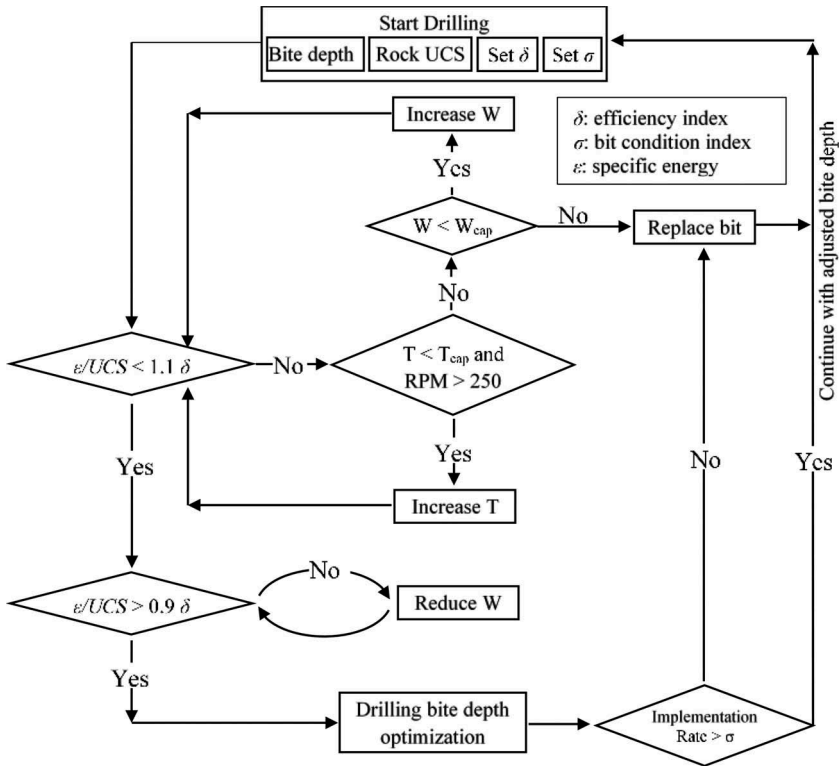 Start Drilling
Bite depth
Rock UCS
Set δ
Set σ
Increase W
δ: efficiency index
σ: bit condition index
ε: specific energy
Yes
W < Wcap
No
Replace bit
Continue with adjusted bite depth
No
ε/UCS < 1.1 δ
No
T < Tcap and
RPM > 250
Yes
Yes
No
Yes
Increase T
ε/UCS > 0.9 δ
No
Reduce W
Yes
Drilling bite depth
optimization
Implementation
Rate > σ